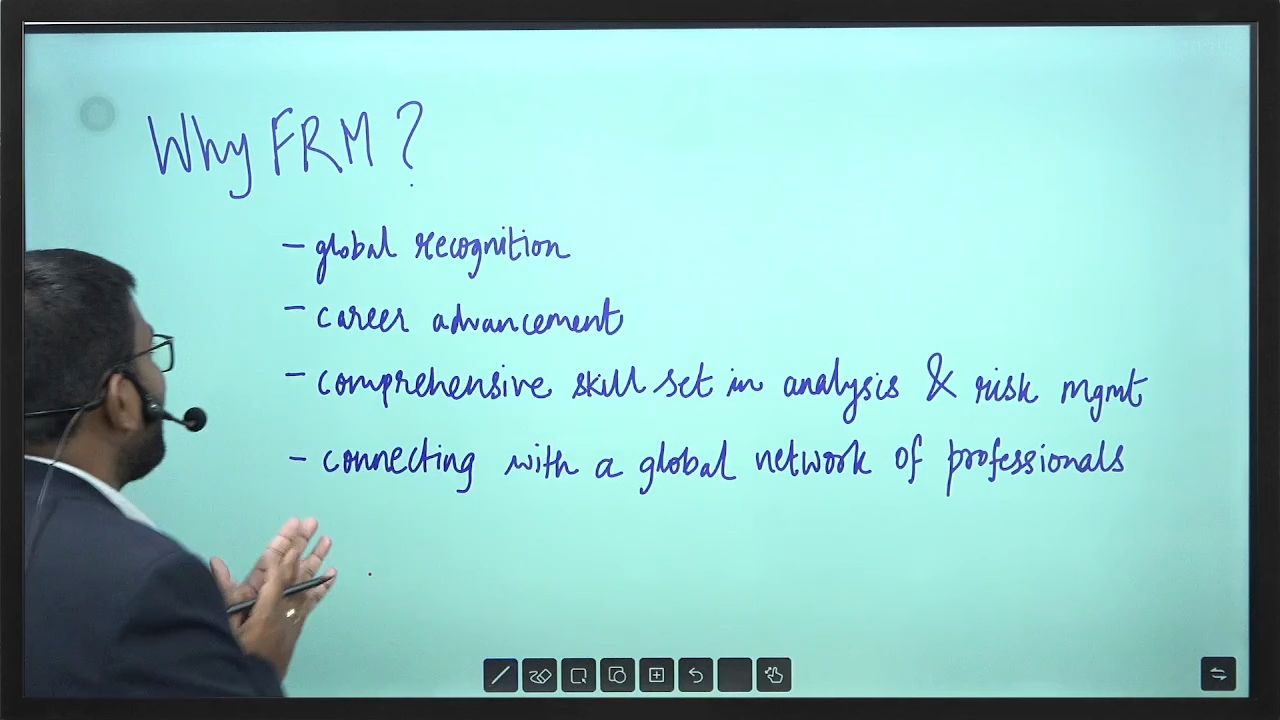 Why FRM?
- global recognition
- career advancement
- comprehensive skill set in analysis & risk mgmt
- connecting with a global network of professionals